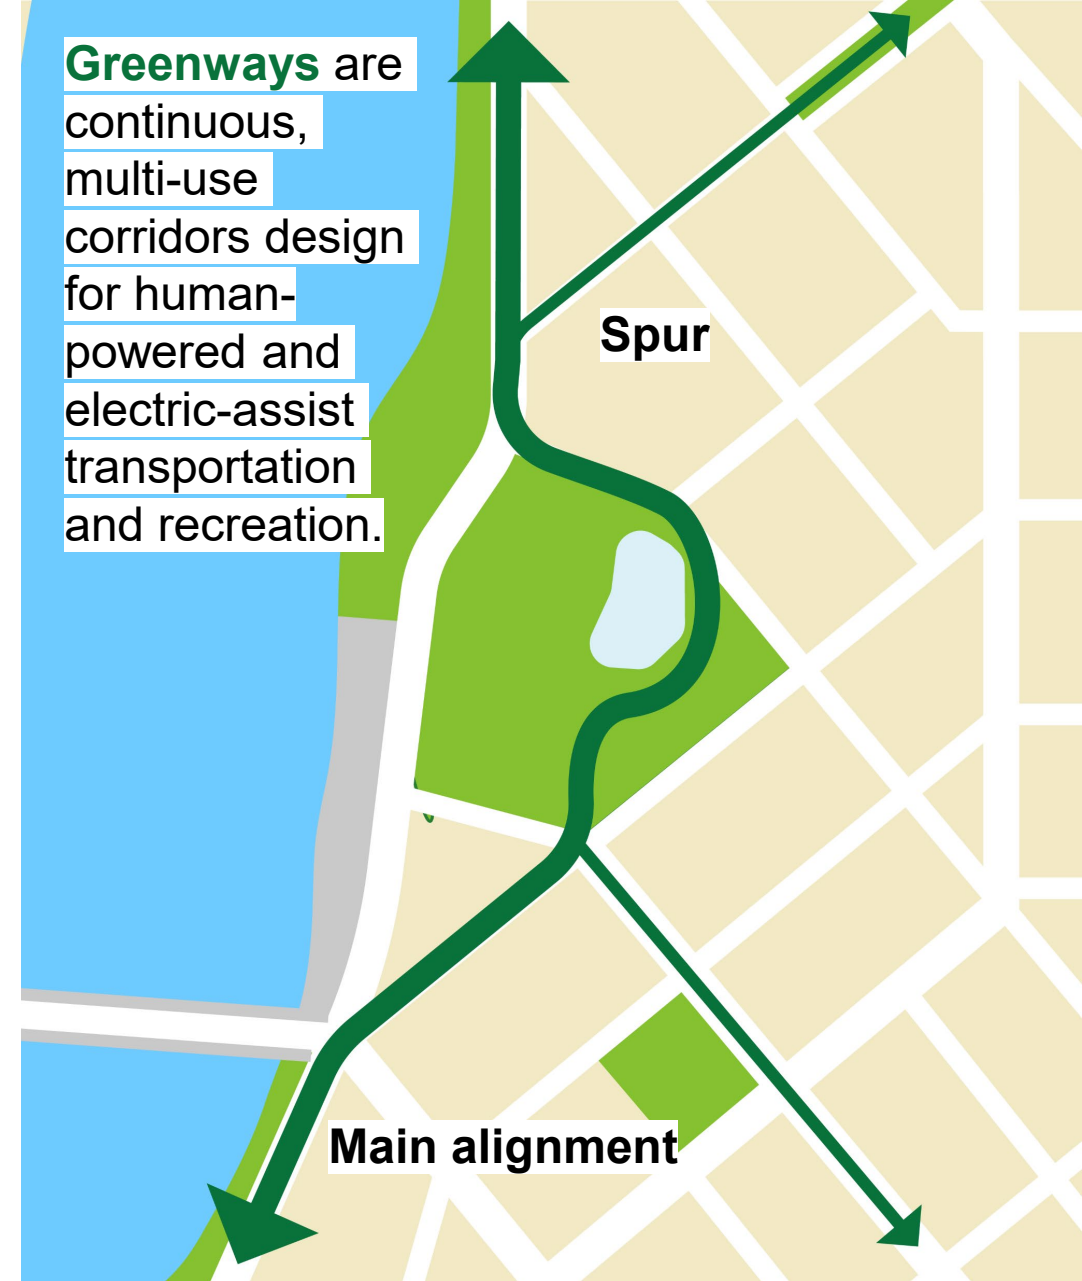 Greenways are
continuous,
multi-use
corridors design
for human-
powered and
electric-assist
transportation
and recreation.
Spur
Main alignment